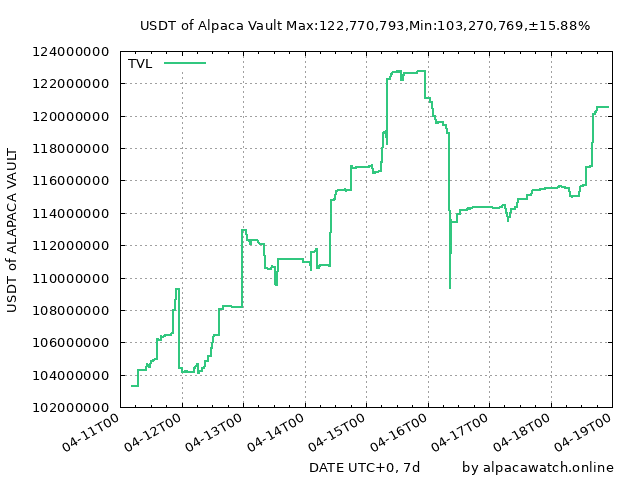 USDT of Alpaca Vault Max:122,770,793,Min:103,270,769,±15.88%
TVL
124000000
122000000
120000000
118000000
116000000
114000000
112000000
110000000
108000000
106000000
104000000
102000000
USDT of ALAPACA VAULT
04-11T00
04-12T00
04-13T00
04-14T00
04-15T00
04-16T00
04-17T00
04-18T00
04-19T00
DATE UTC+0, 7d
by alpacawatch.online